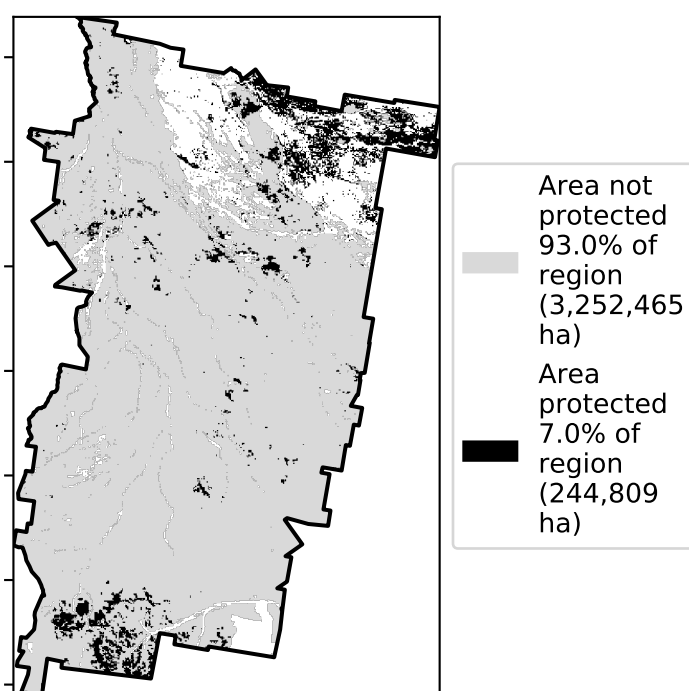 Area not
protected
93.0% of
region
(3,252,465
ha)
Area
protected
7.0% of
region
(244,809
ha)